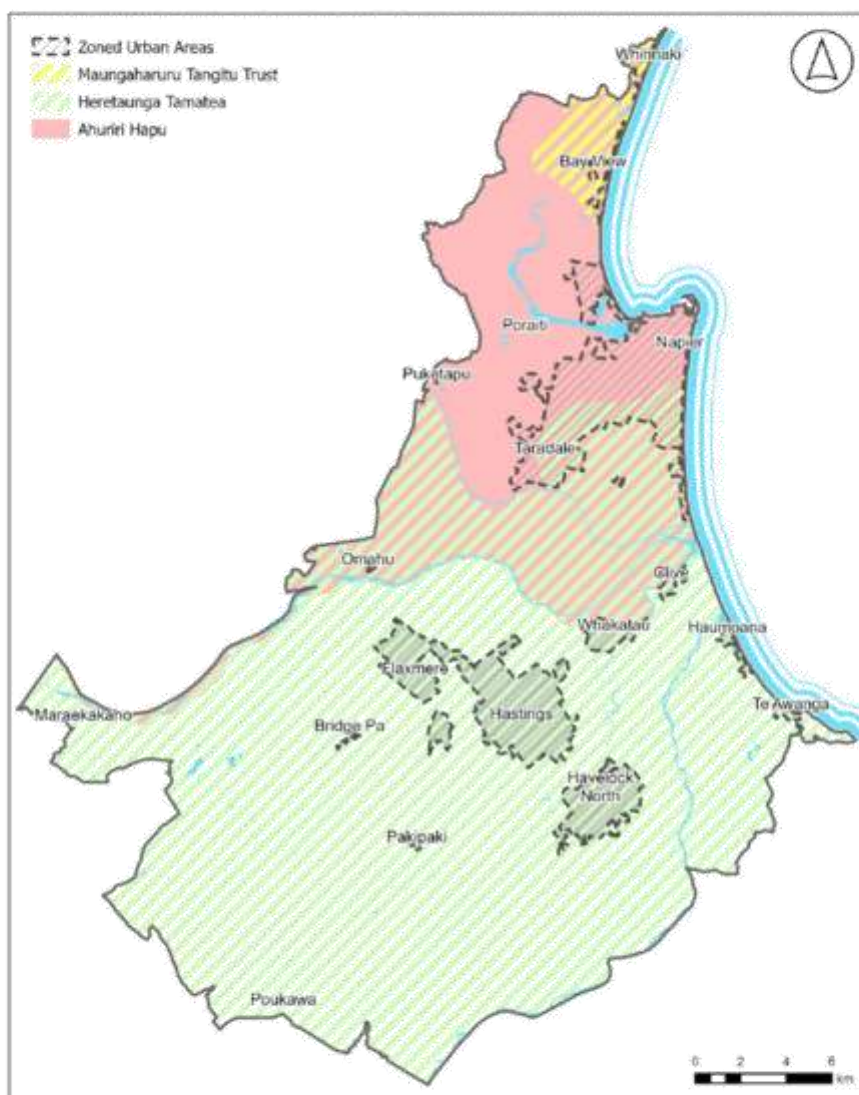 Zoned Urban Areas
Maungaharuru Tangitu Trust
Heretaunga Tamatea
Ahuriri Hapu
Whirinaki
Bay View
Poraiti
Napier
Puketapu
Taradale
Omahu
Clive
Whakatau
Haumoana
Flaxmere
Maraekakaho
Hastings
Te Awanga
Bridge Pa
Havelock
North
Pakipaki
Poukawa
0 2 4 6
km